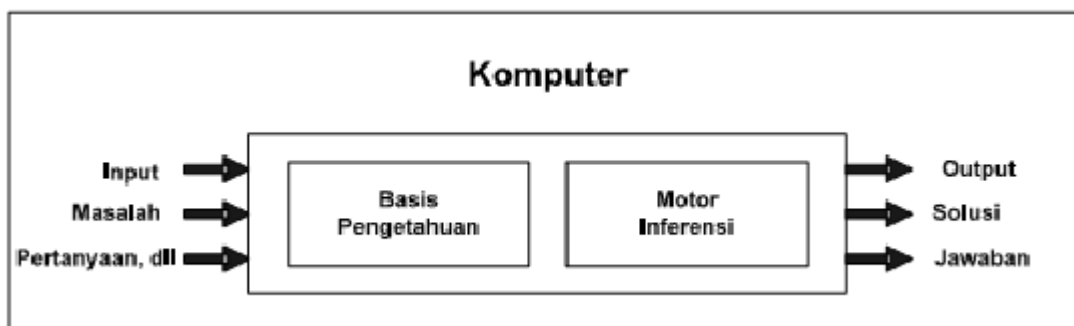 Komputer
Input
Masalah
Pertanyaan, dll
Basis
Pengetahuan
Motor
Inferensi
Output
Solusi
Jawaban